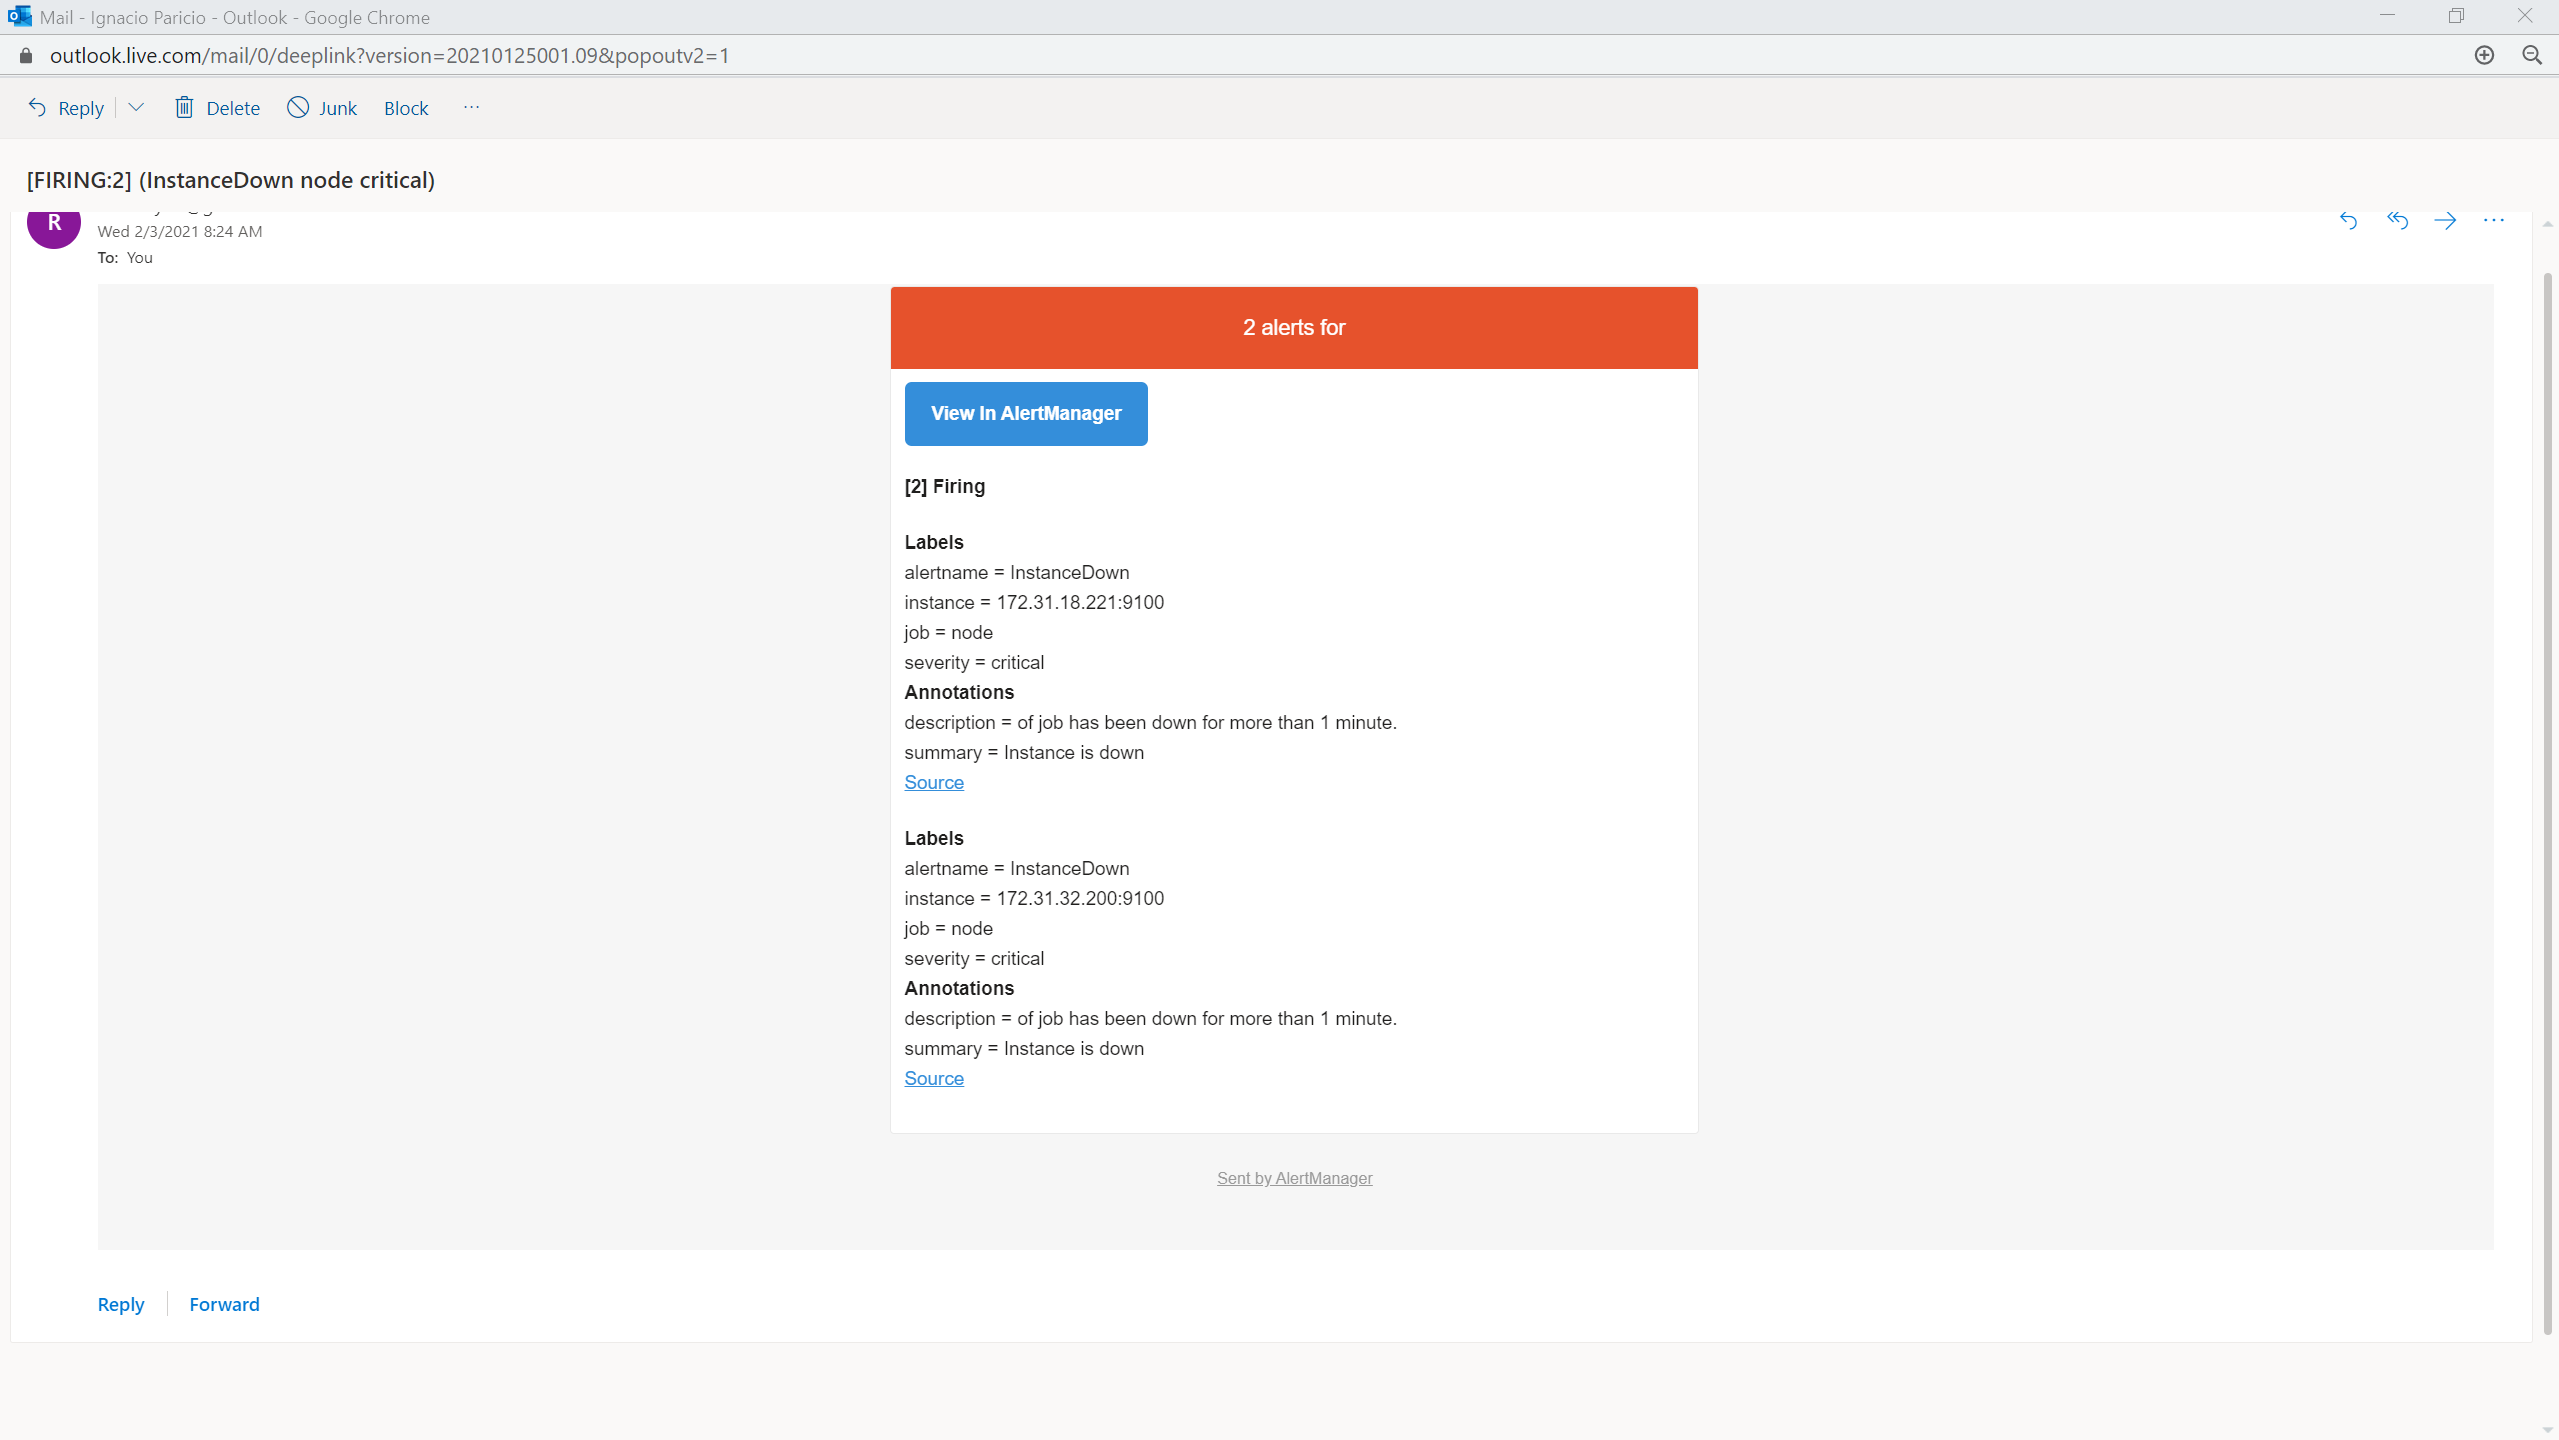 Mail - Ignacio Paricio - Outlook - Google Chrome
outlook.live.com/mail/0/deeplink?version=20210125001.09&popoutv2=1
Reply Delete Junk Block ...
[FIRING:2] (InstanceDown node critical)
R
Wed 2/3/2021 8:24 AM
To: You
2 alerts for
View In AlertManager
[2] Firing
Labels
alertname = InstanceDown
instance = 172.31.18.221:9100
job = node
severity = critical
Annotations
description = of job has been down for more than 1 minute.
summary = Instance is down
Source
Labels
alertname = InstanceDown
instance = 172.31.32.200:9100
job = node
severity = critical
Annotations
description = of job has been down for more than 1 minute.
summary = Instance is down
Source
Sent by AlertManager
Reply Forward